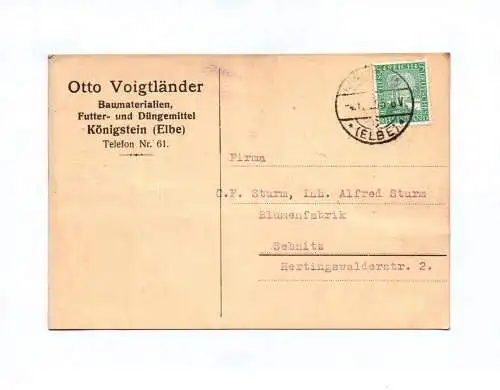 Otto Voigtländer
Baumaterialien,
Futter- und Düngemittel
Königstein (Elbe)
Telefon Nr. 61.
(ELBE)
Firma
C.F. Sturm, Inh. Alfred Sturm
Blumenfabrik
Sebnitz
Hertingswalderstr. 2.